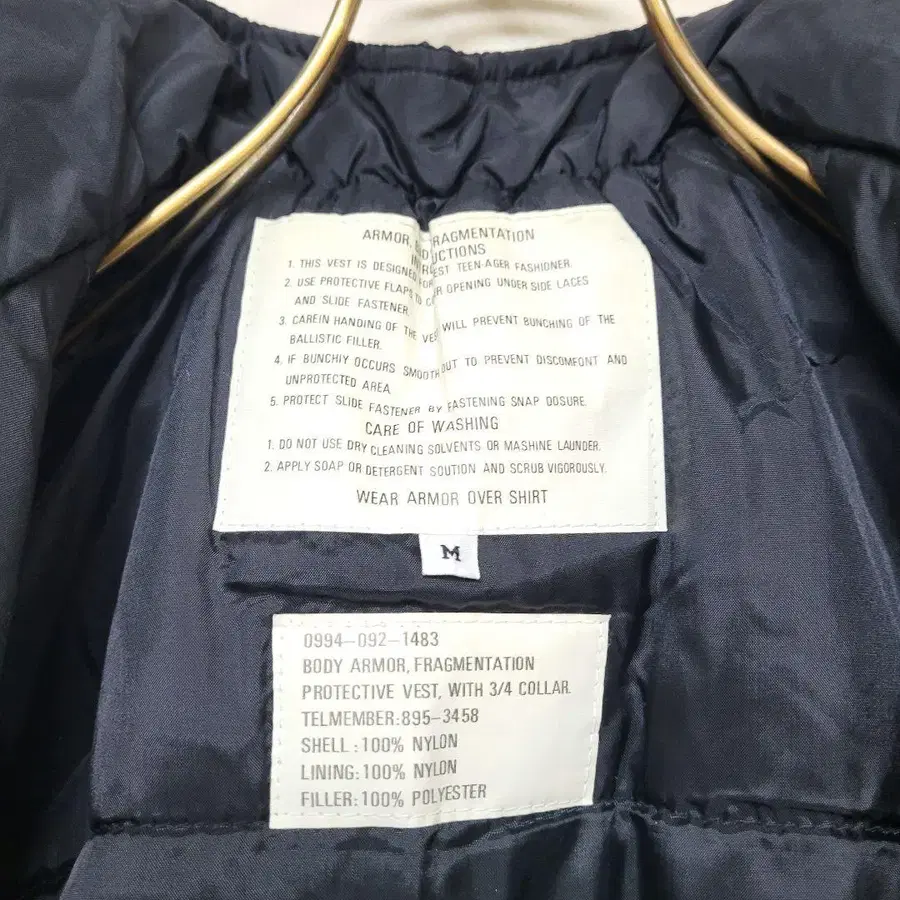 ARMOR, FRAGMENTATION
1. THIS VEST IS DESIGNED FOR BEST TEEN-AGER FASHIONER.
2. USE PROTECTIVE FLAPS TO OPENING UNDER SIDE LACES
AND SLIDE FASTENER.
3. CAREIN HANDING OF THE VEST WILL PREVENT BUNCHING OF THE
BALLISTIC FILLER.
4. IF BUNCHIY OCCURS SMOOTH OUT TO PREVENT DISCOMFONT AND
UNPROTECTED AREA.
5. PROTECT SLIDE FASTENER BY FASTENING SNAP DOSURE.
CARE OF WASHING
1. DO NOT USE DRY CLEANING SOLVENTS OR MASHINE LAUNDER.
2. APPLY SOAP OR DETERGENT SOUTION AND SCRUB VIGOROUSLY.
WEAR ARMOR OVER SHIRT
M
0994-092-1483
BODY ARMOR, FRAGMENTATION
PROTECTIVE VEST, WITH 3/4 COLLAR.
TELMEMBER:895-3458
SHELL:100% NYLON
LINING:100% NYLON
FILLER:100% POLYESTER